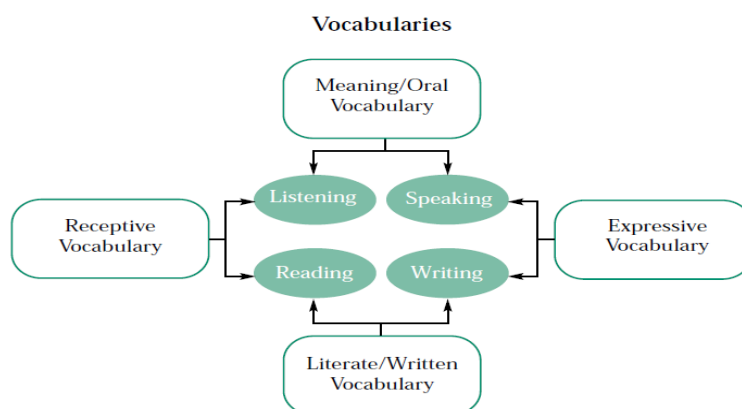 Vocabularies
Meaning/Oral
Vocabulary
Listening
Speaking
Receptive
Vocabulary
Expressive
Vocabulary
Reading
Writing
Literate/Written
Vocabulary